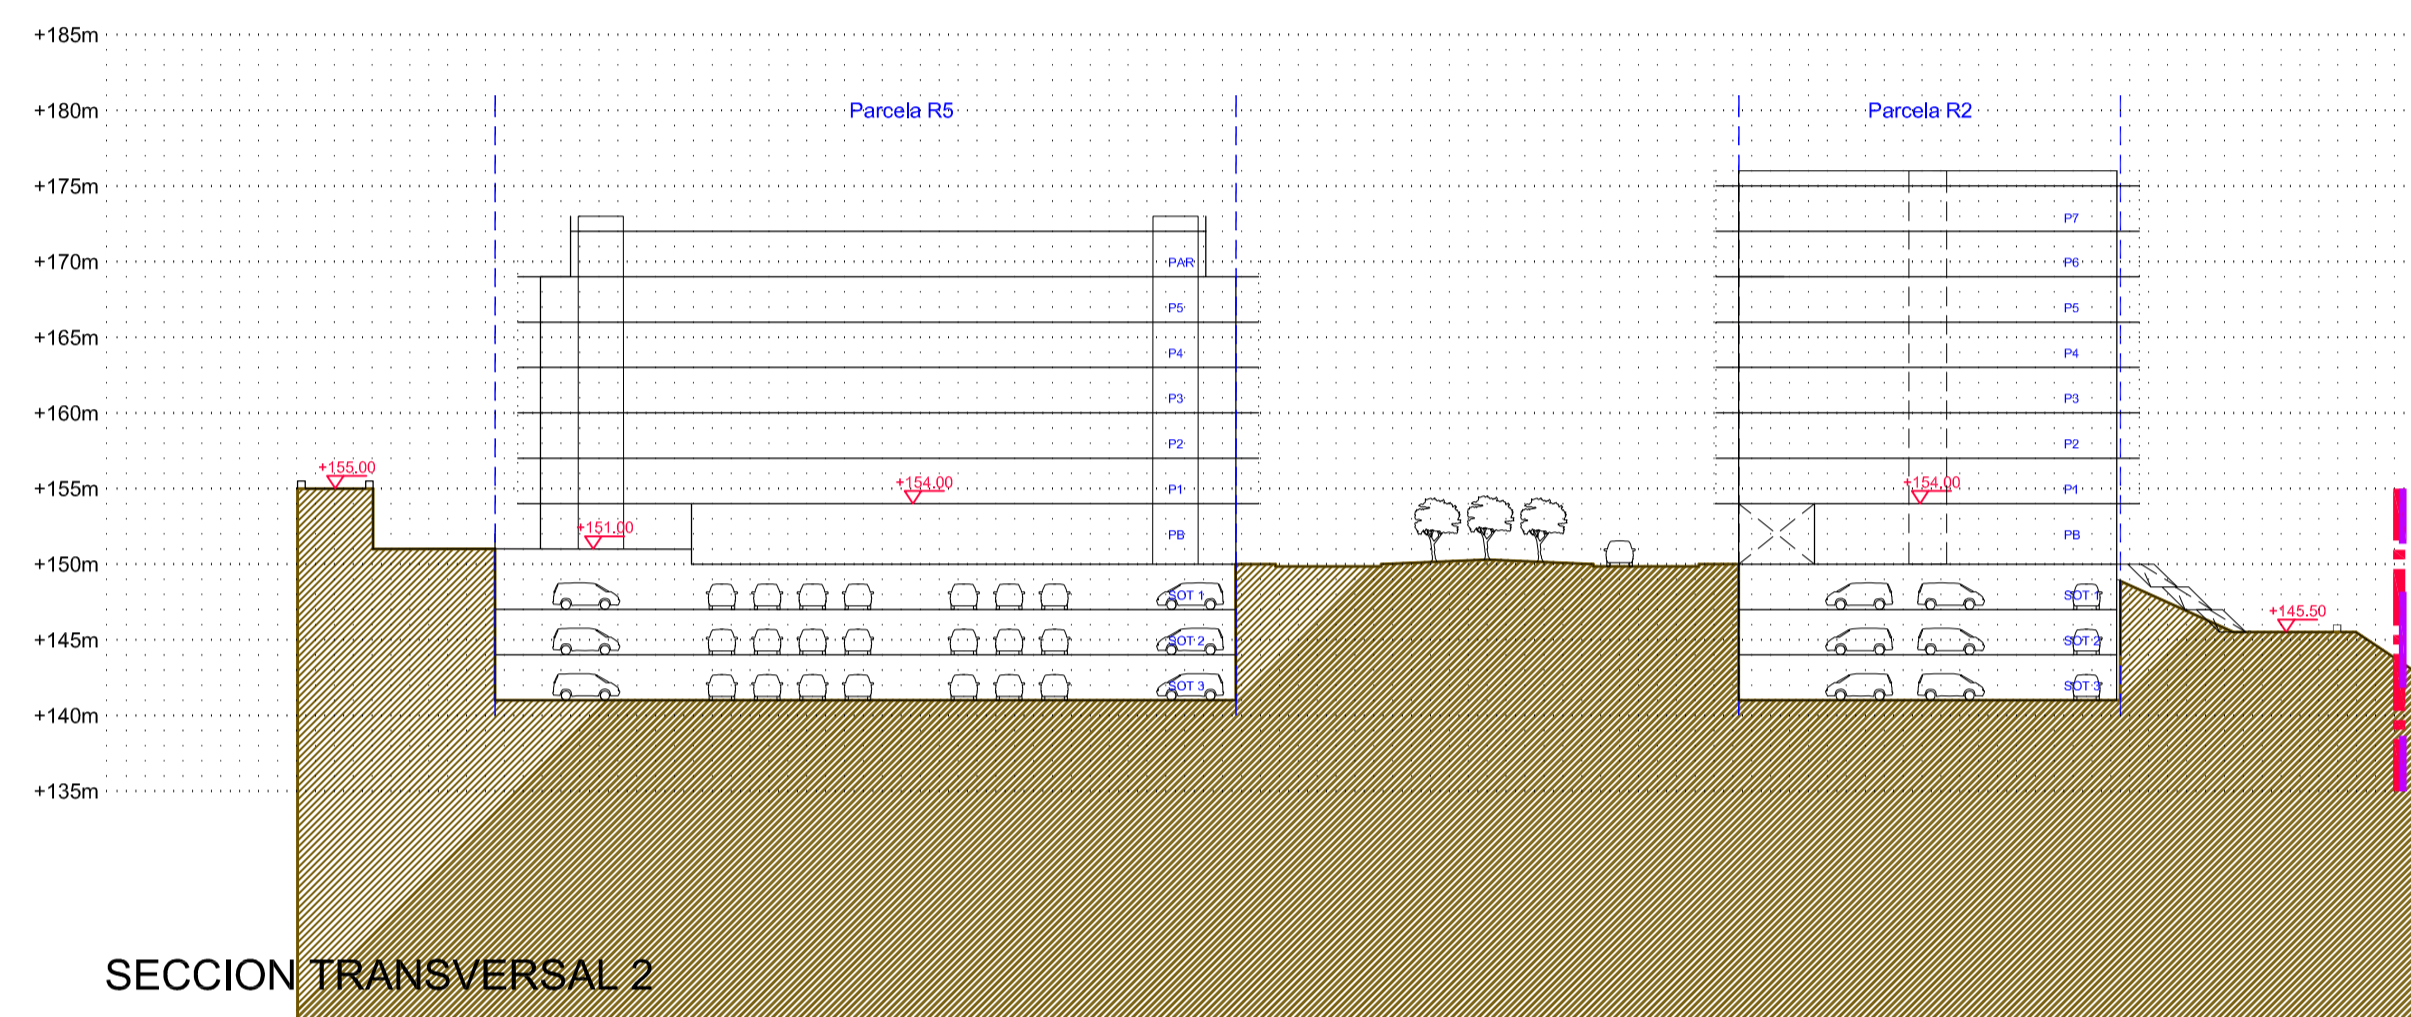 +185m
+180m
Parcela R5
Parcela R2
+175m
P7
+170m
PAR
P6
P5
P5
+165m
P4
P4
P3
P3
+160m
P2
P2
+155.00
+155m
+154.00
P1
+154.00
P1
+151.00
PB
PB
+150m
SOT 1
SOT 1
+145.50
+145m
SOT 2
SOT 2
SOT 3
SOT 3
+140m
+135m
SECCION TRANSVERSAL 2